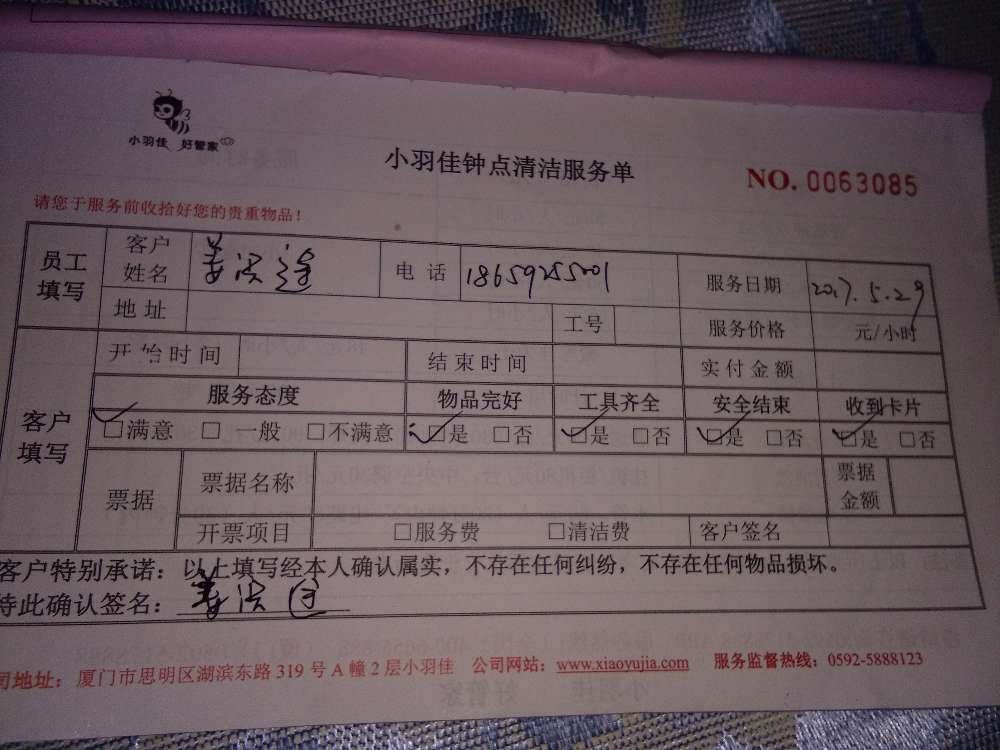 小羽佳 好管家
小羽佳钟点清洁服务单
NO. 0063085
请您于服务前收拾好您的贵重物品！
员工填写 客户姓名 姜 电话 服务日期 2017.5.29
地址 工号 服务价格 元/小时
客户填写 开始时间 结束时间 实付金额
服务态度 物品完好 工具齐全 安全结束 收到卡片
□满意 □ 一般 □不满意 □是 □否 □是 □否 □是 □否 □是 □否
票据 票据名称 票据金额
开票项目 □服务费 □清洁费 客户签名
客户特别承诺：以上填写经本人确认属实，不存在任何纠纷，不存在任何物品损坏。
特此确认签名：姜
司地址：厦门市思明区湖滨东路 319 号 A 幢 2 层小羽佳 公司网站：www.xiaoyujia.com 服务监督热线：0592-5888123